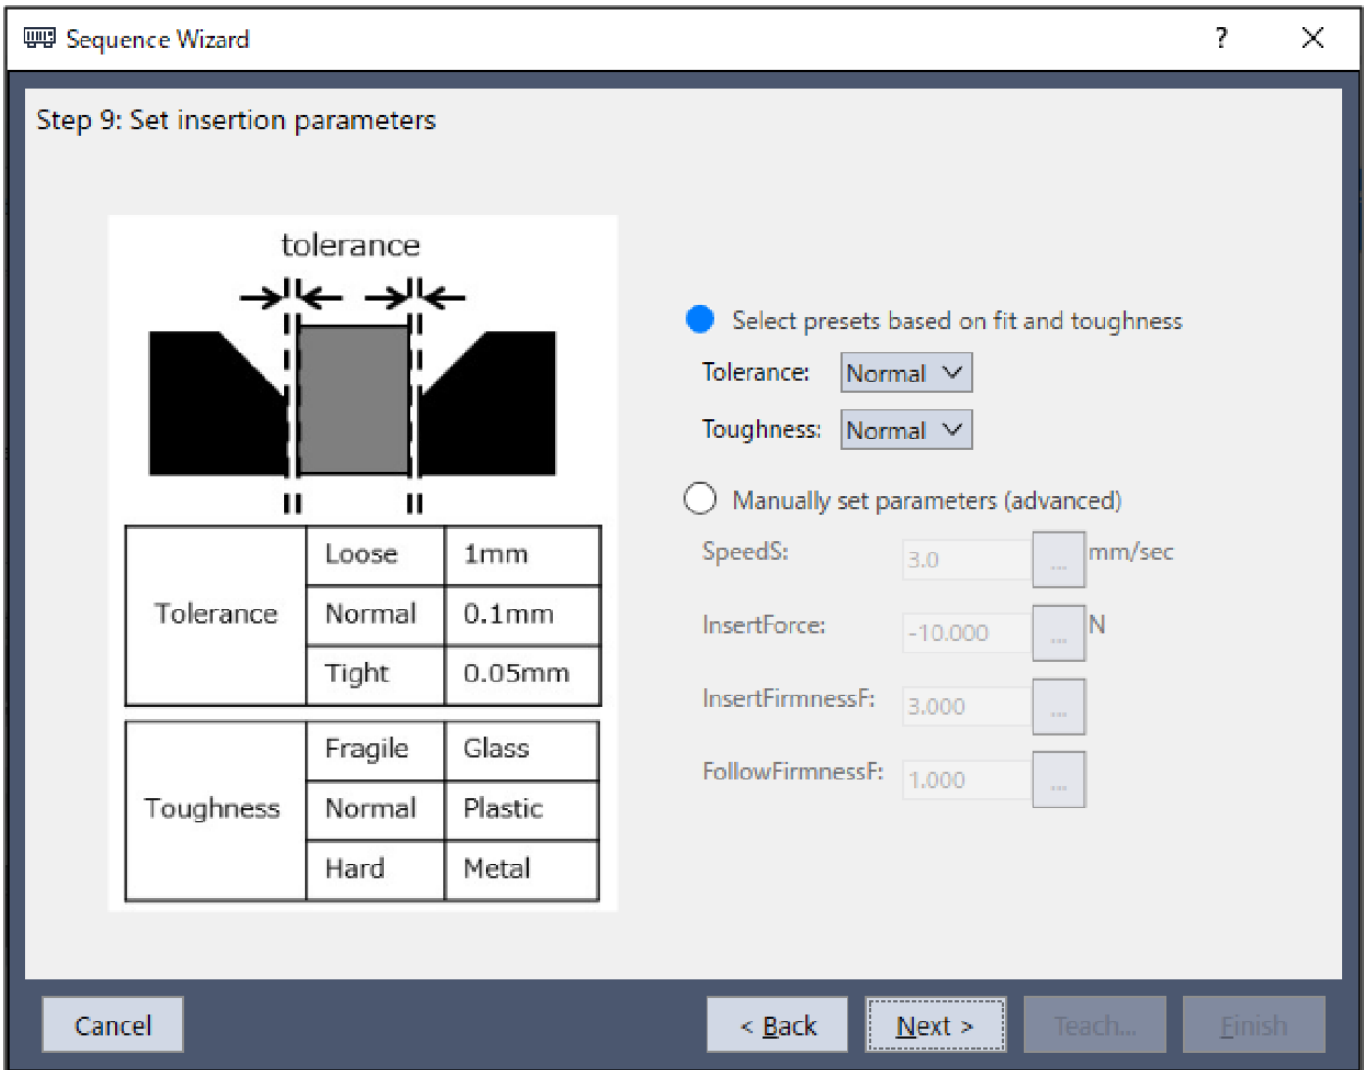 Sequence Wizard
?
Step 9: Set insertion parameters
tolerance
Tolerance
Loose 1mm
Normal 0.1mm
Tight 0.05mm
Toughness
Fragile Glass
Normal Plastic
Hard Metal
Select presets based on fit and toughness
Tolerance: Normal
Toughness: Normal
Manually set parameters (advanced)
SpeedS: 3.0 ... mm/sec
InsertForce: -10.000 ... N
InsertFirmnessF: 3.000 ...
FollowFirmnessF: 1.000 ...
Cancel < Back Next > Teach... Finish